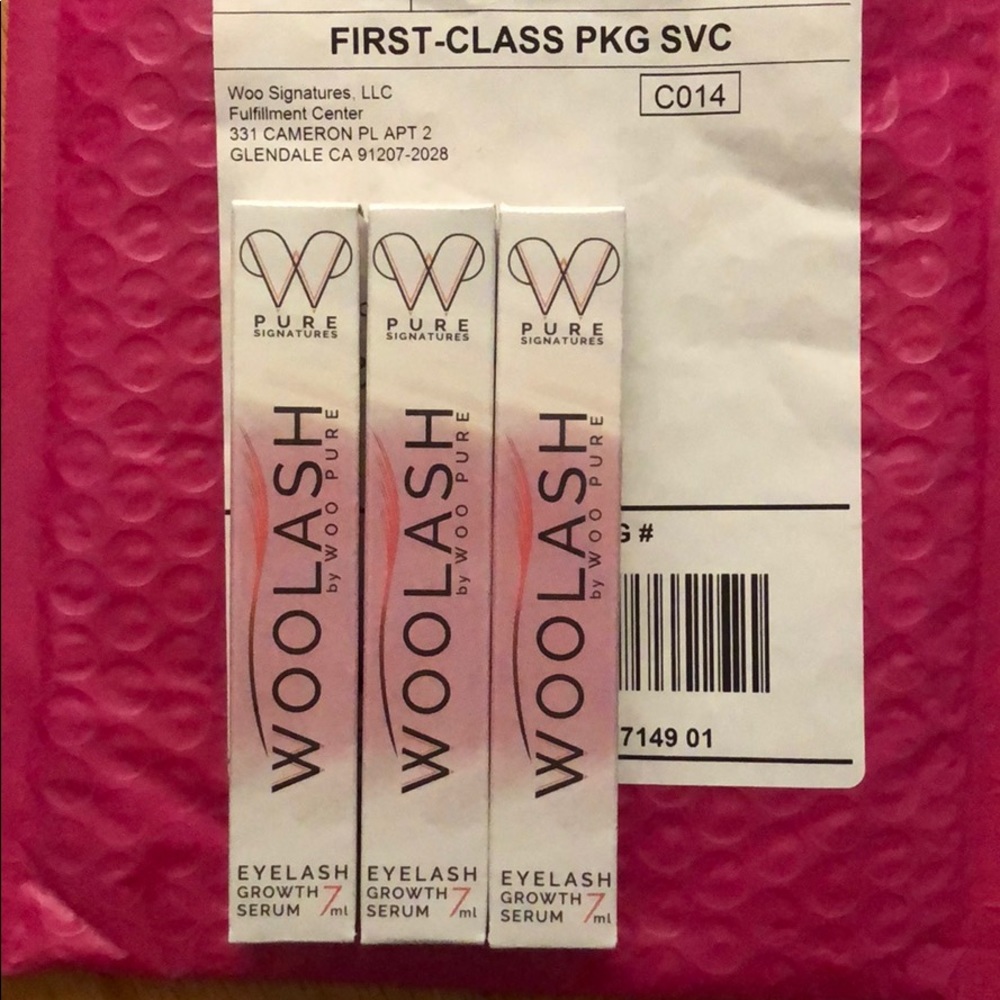 FIRST-CLASS PKG SVC
Woo Signatures, LLC
Fulfillment Center
331 CAMERON PL APT 2
GLENDALE CA 91207-2028
C014
W
PURE
SIGNATURES
WOOLASH
by WOO PURE
EYELASH
GROWTH
SERUM 7ml
W
PURE
SIGNATURES
WOOLASH
by WOO PURE
EYELASH
GROWTH
SERUM 7ml
W
PURE
SIGNATURES
WOOLASH
by WOO PURE
EYELASH
GROWTH
SERUM 7ml
G #
7149 01